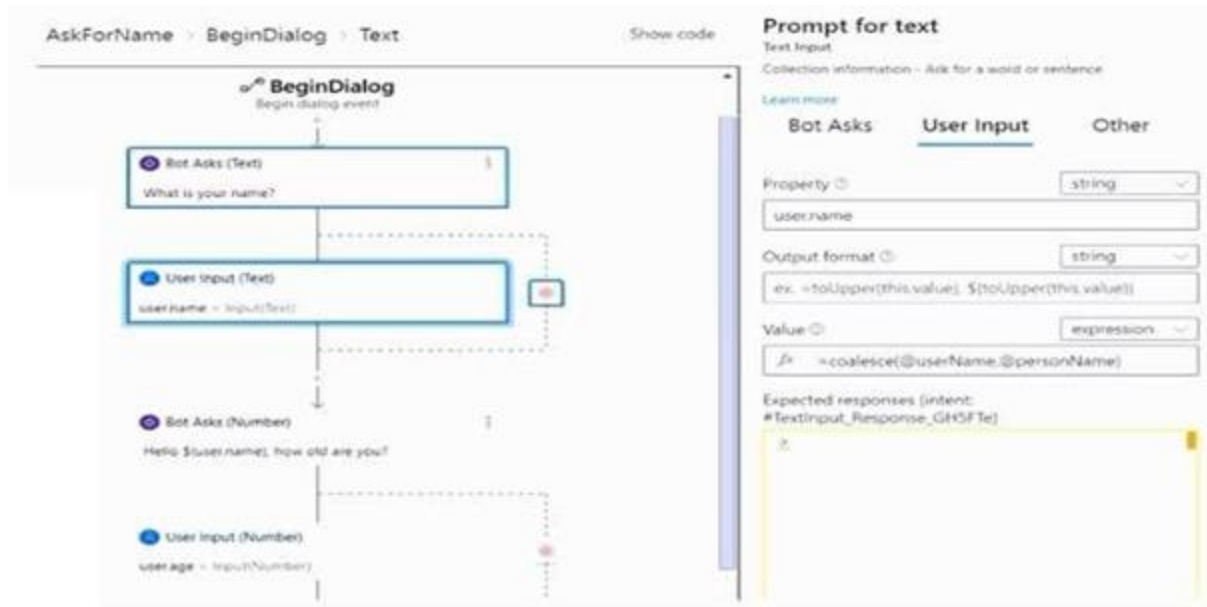 AskForName > BeginDialog > Text
Show code
BeginDialog
Begin dialog event
Bot Asks (Text)
What is your name?
User Input (Text)
user.name = Input(Text)
Bot Asks (Number)
Hello ${user.name}, how old are you?
User Input (Number)
user.age = Input(Number)
Prompt for text
Text Input
Collection information - Ask for a word or sentence
Learn more
Bot Asks User Input Other
Property string
user.name
Output format string
ex. =toUpper(this.value), ${toUpper(this.value)}
Value expression
fx =coalesce(@userName,@personName)
Expected responses (intent:
#TextInput_Response_GH5FTe)